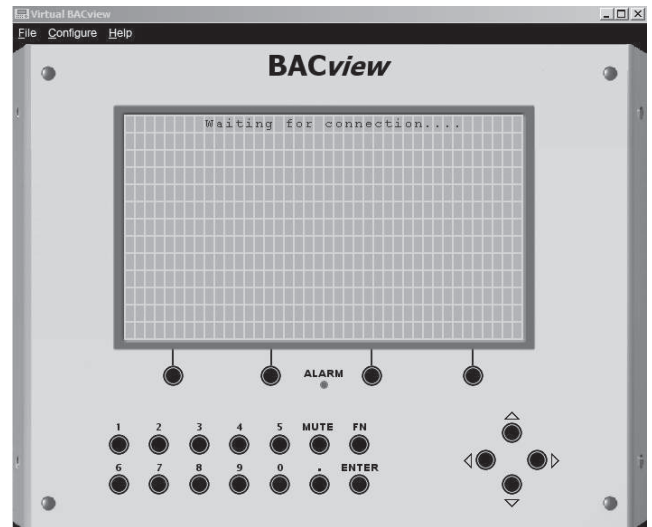 Virtual BACview
File Configure Help
BACview
Waiting for connection....
ALARM
1 2 3 4 5 MUTE FN
6 7 8 9 0 . ENTER